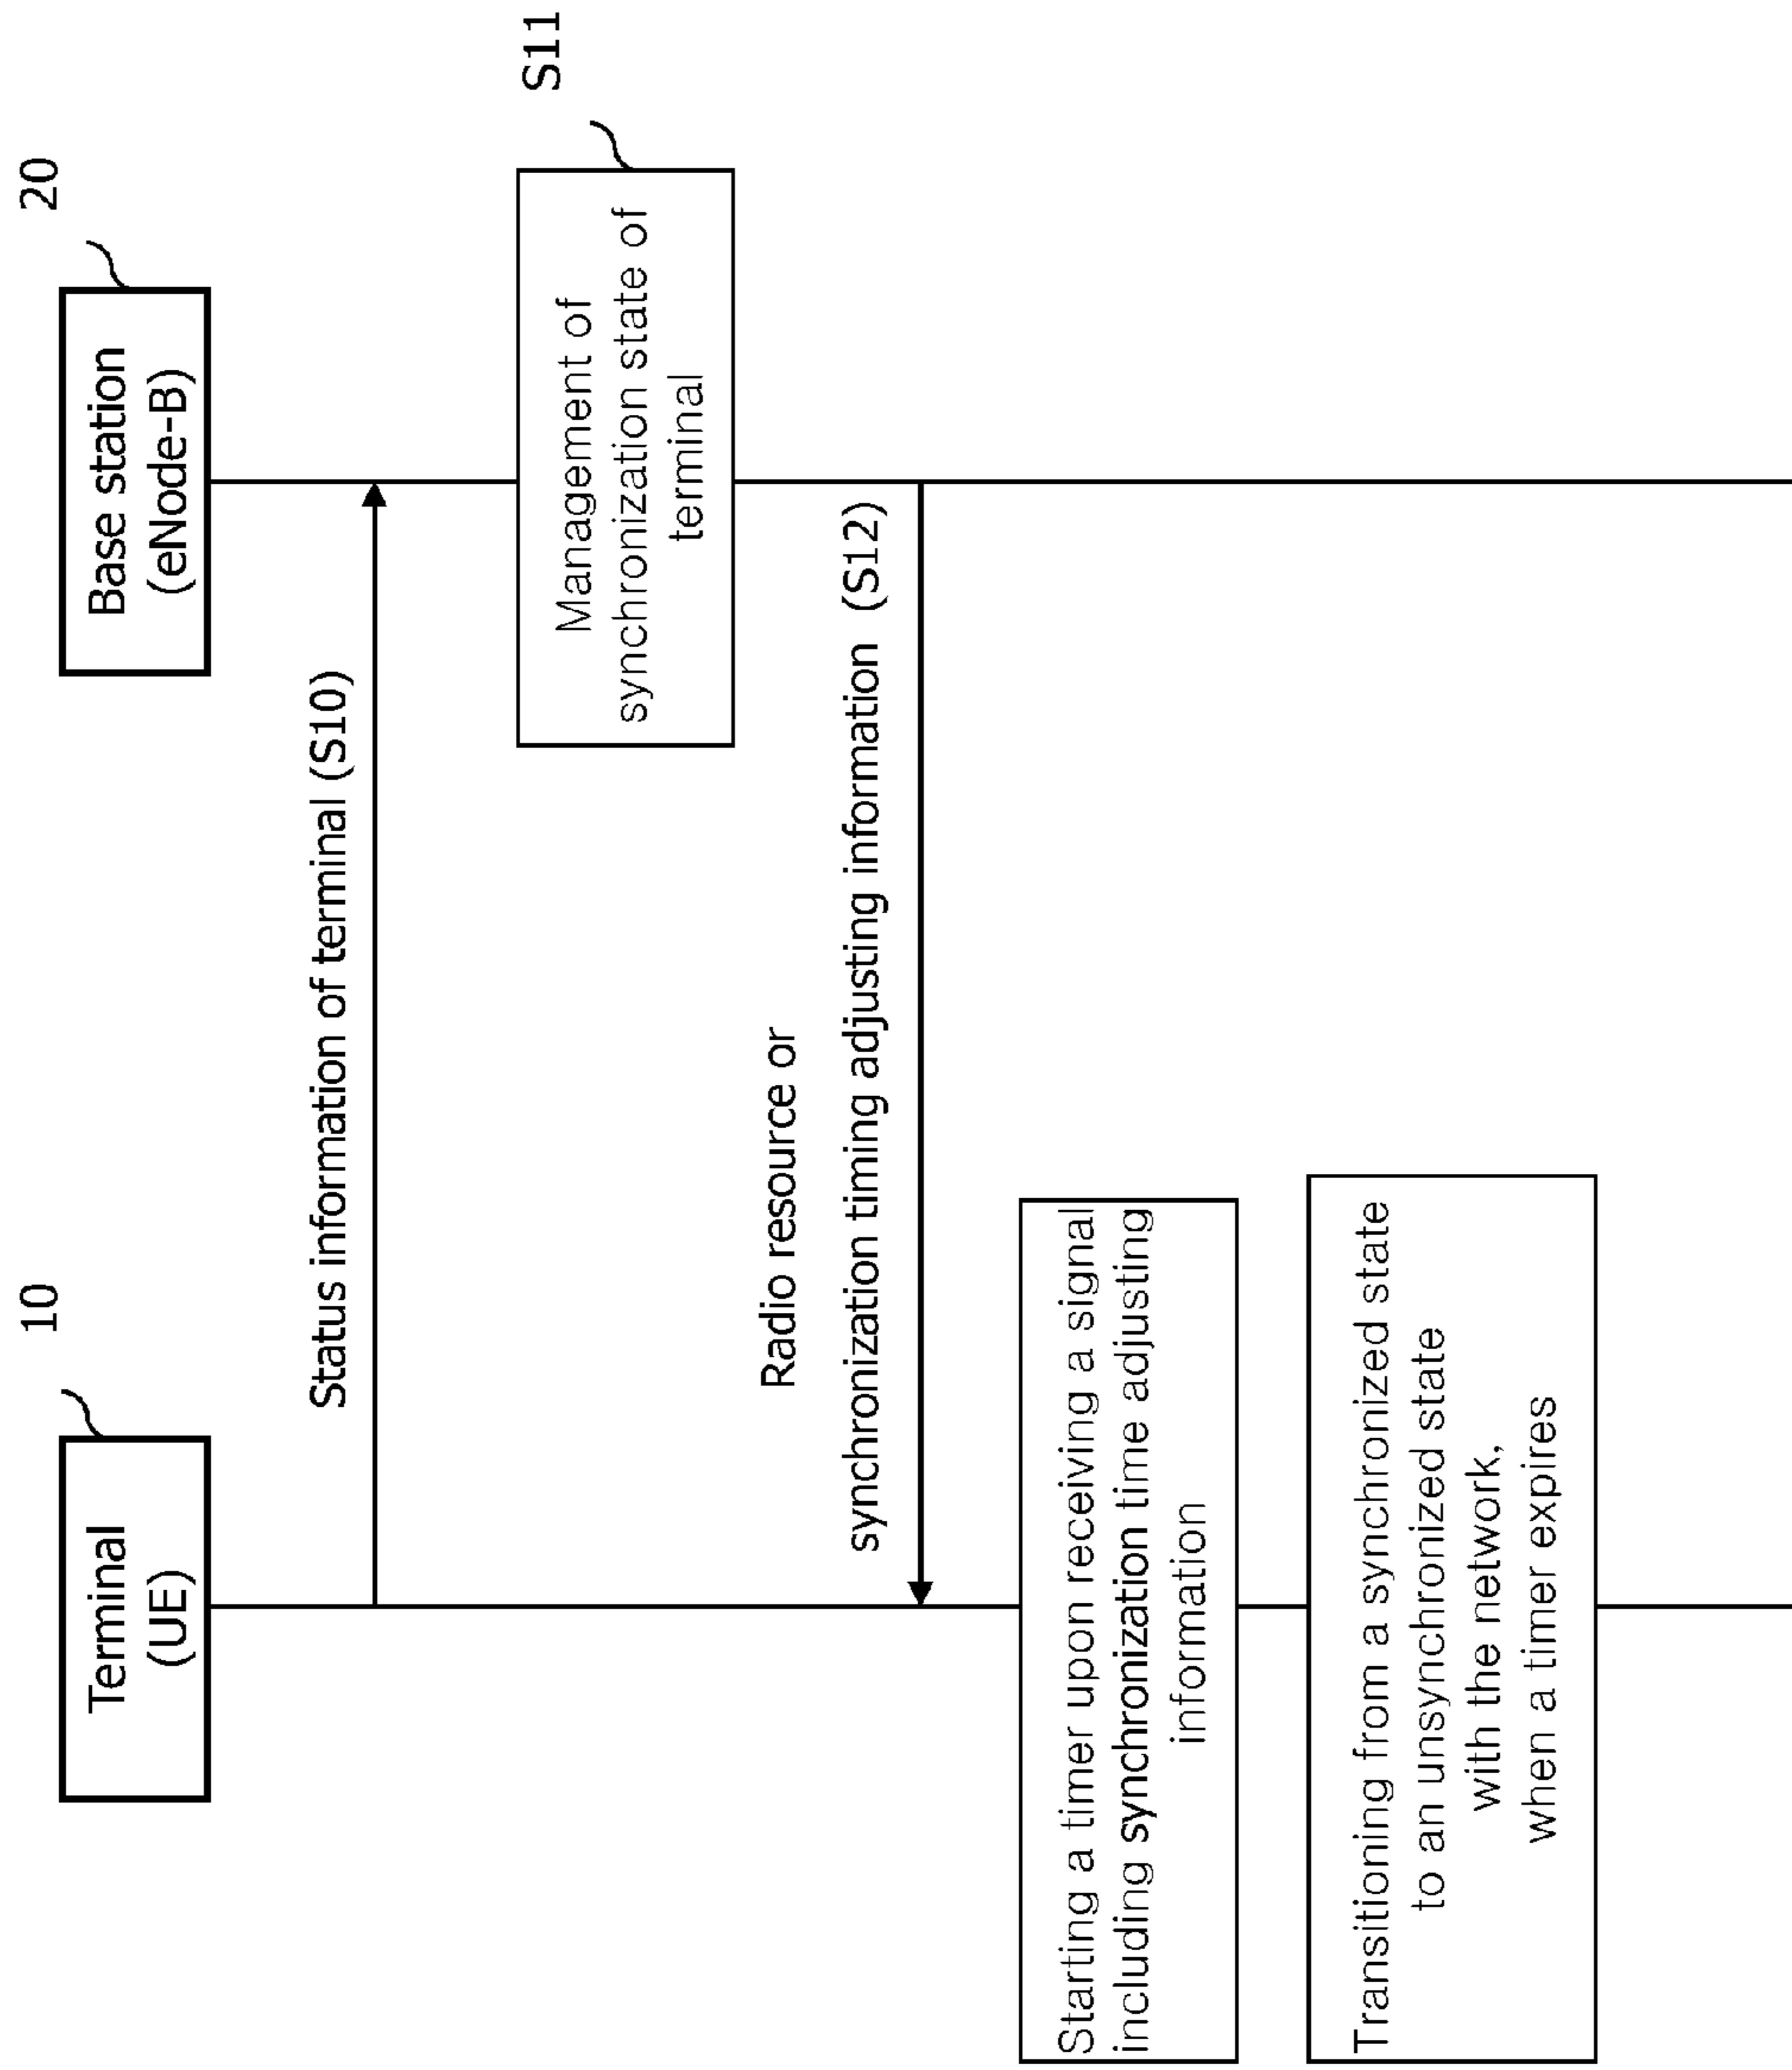 10
20
Terminal
(UE)
Base station
(eNode-B)
Status information of terminal (S10)
S11
Management of
synchronization state of
terminal
Radio resource or
synchronization timing adjusting information (S12)
Starting a timer upon receiving a signal
including synchronization time adjusting
information
Transitioning from a synchronized state
to an unsynchronized state
with the network,
when a timer expires